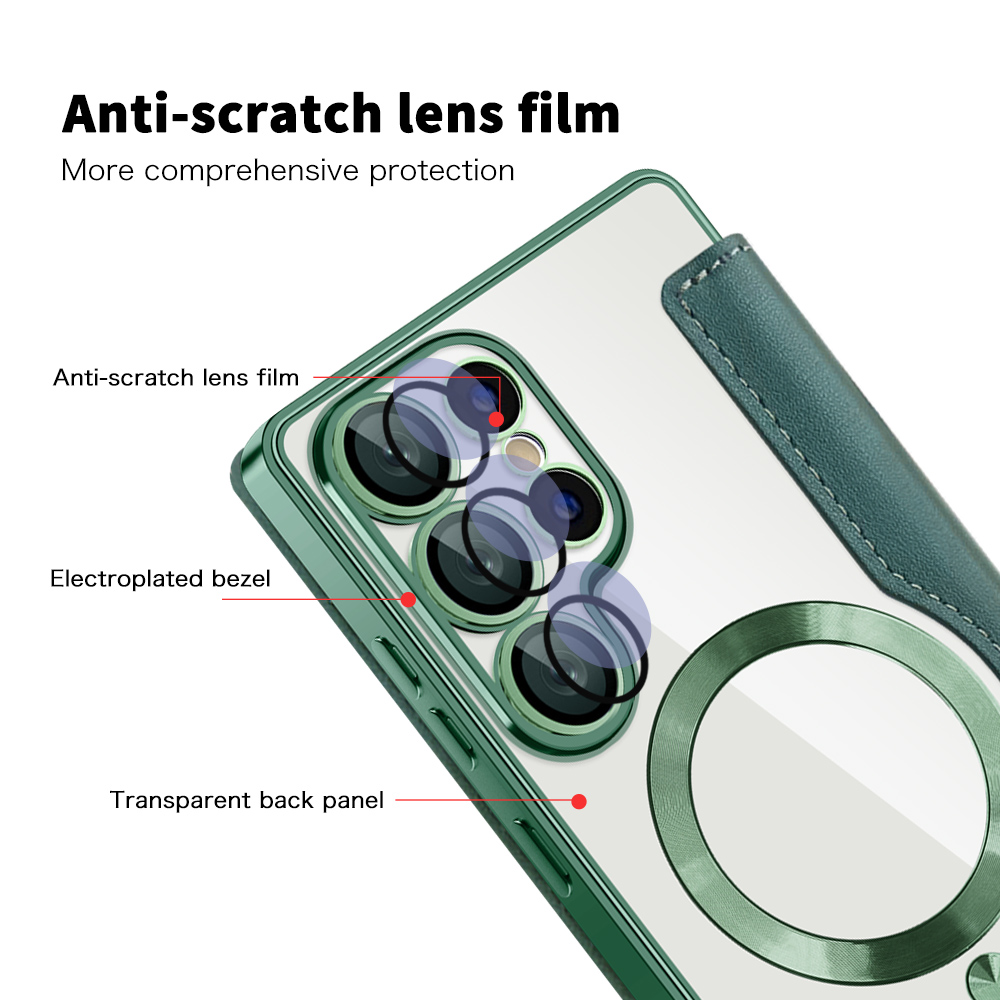 Anti-scratch lens film
More comprehensive protection
Anti-scratch lens film
Electroplated bezel
Transparent back panel